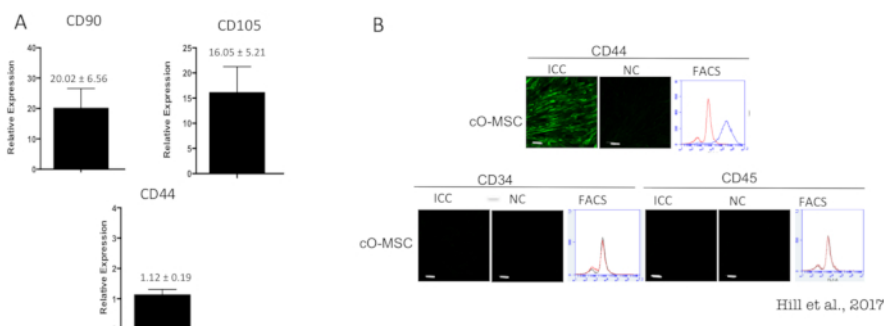 A
CD90
CD105
Relative Expression
40
30
20
10
0
20.02 ± 6.56
Relative Expression
25
20
15
10
5
0
16.05 ± 5.21
CD44
Relative Expression
4
3
2
1
1.12 ± 0.19
B
CD44
ICC NC FACS
cO-MSC
CD34 CD45
ICC NC FACS ICC NC FACS
cO-MSC
Hill et al., 2017